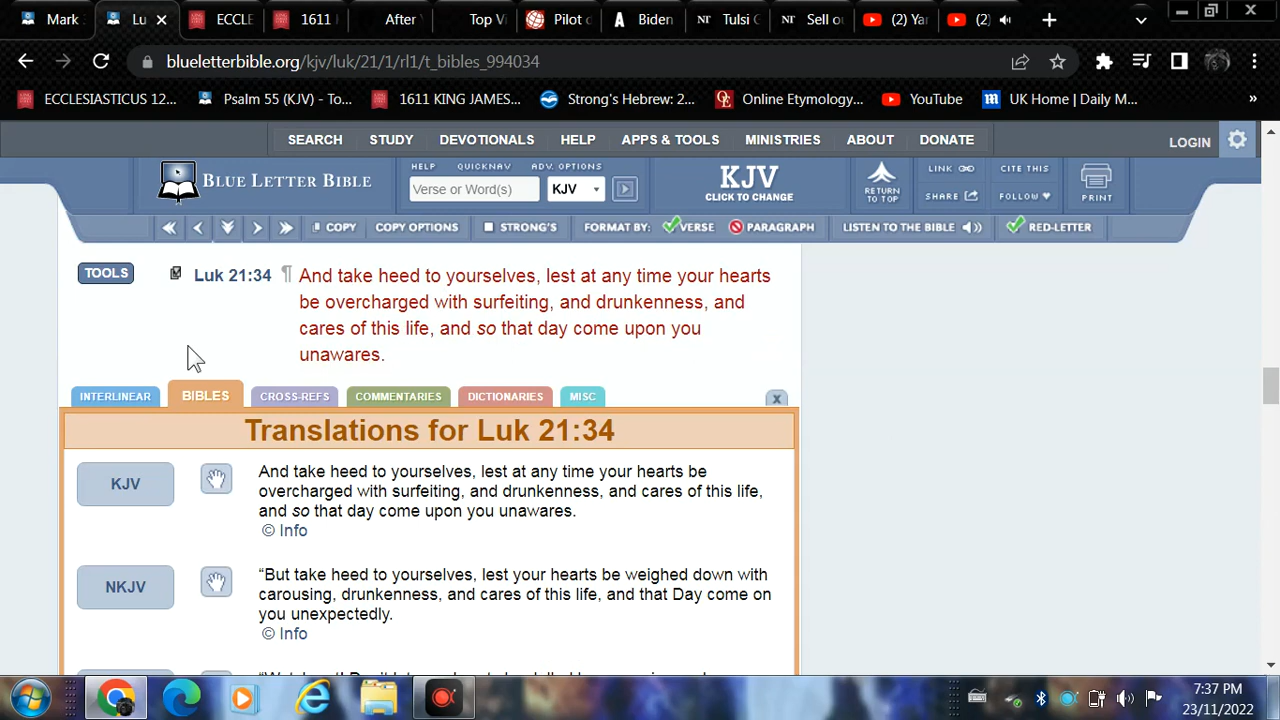 Mark
Lu
ECCLE
1611
After
Top Vi
Pilot c
Biden
Tulsi C
Sell o
(2) Yar
(2)
blueletterbible.org/kjv/luk/21/1/rl1/t_bibles_994034
ECCLESIASTICUS 12...
Psalm 55 (KJV) - To...
1611 KING JAMES...
Strong's Hebrew: 2...
Online Etymology...
YouTube
UK Home | Daily M...
»
SEARCH STUDY DEVOTIONALS HELP APPS & TOOLS MINISTRIES ABOUT DONATE
LOGIN
BLUE LETTER BIBLE
HELP QUICKNAV ADV. OPTIONS
Verse or Word(s)
KJV
KJV
CLICK TO CHANGE
RETURN
TO TOP
LINK
CITE THIS
SHARE
FOLLOW
PRINT
COPY
COPY OPTIONS
STRONG'S
FORMAT BY:
VERSE
PARAGRAPH
LISTEN TO THE BIBLE
RED-LETTER
TOOLS
Luk 21:34
¶ And take heed to yourselves, lest at any time your hearts
be overcharged with surfeiting, and drunkenness, and
cares of this life, and so that day come upon you
unawares.
INTERLINEAR
BIBLES
CROSS-REFS
COMMENTARIES
DICTIONARIES
MISC
X
Translations for Luk 21:34
KJV
And take heed to yourselves, lest at any time your hearts be
overcharged with surfeiting, and drunkenness, and cares of this life,
and so that day come upon you unawares.
© Info
NKJV
“But take heed to yourselves, lest your hearts be weighed down with
carousing, drunkenness, and cares of this life, and that Day come on
you unexpectedly.
© Info
7:37 PM
23/11/2022